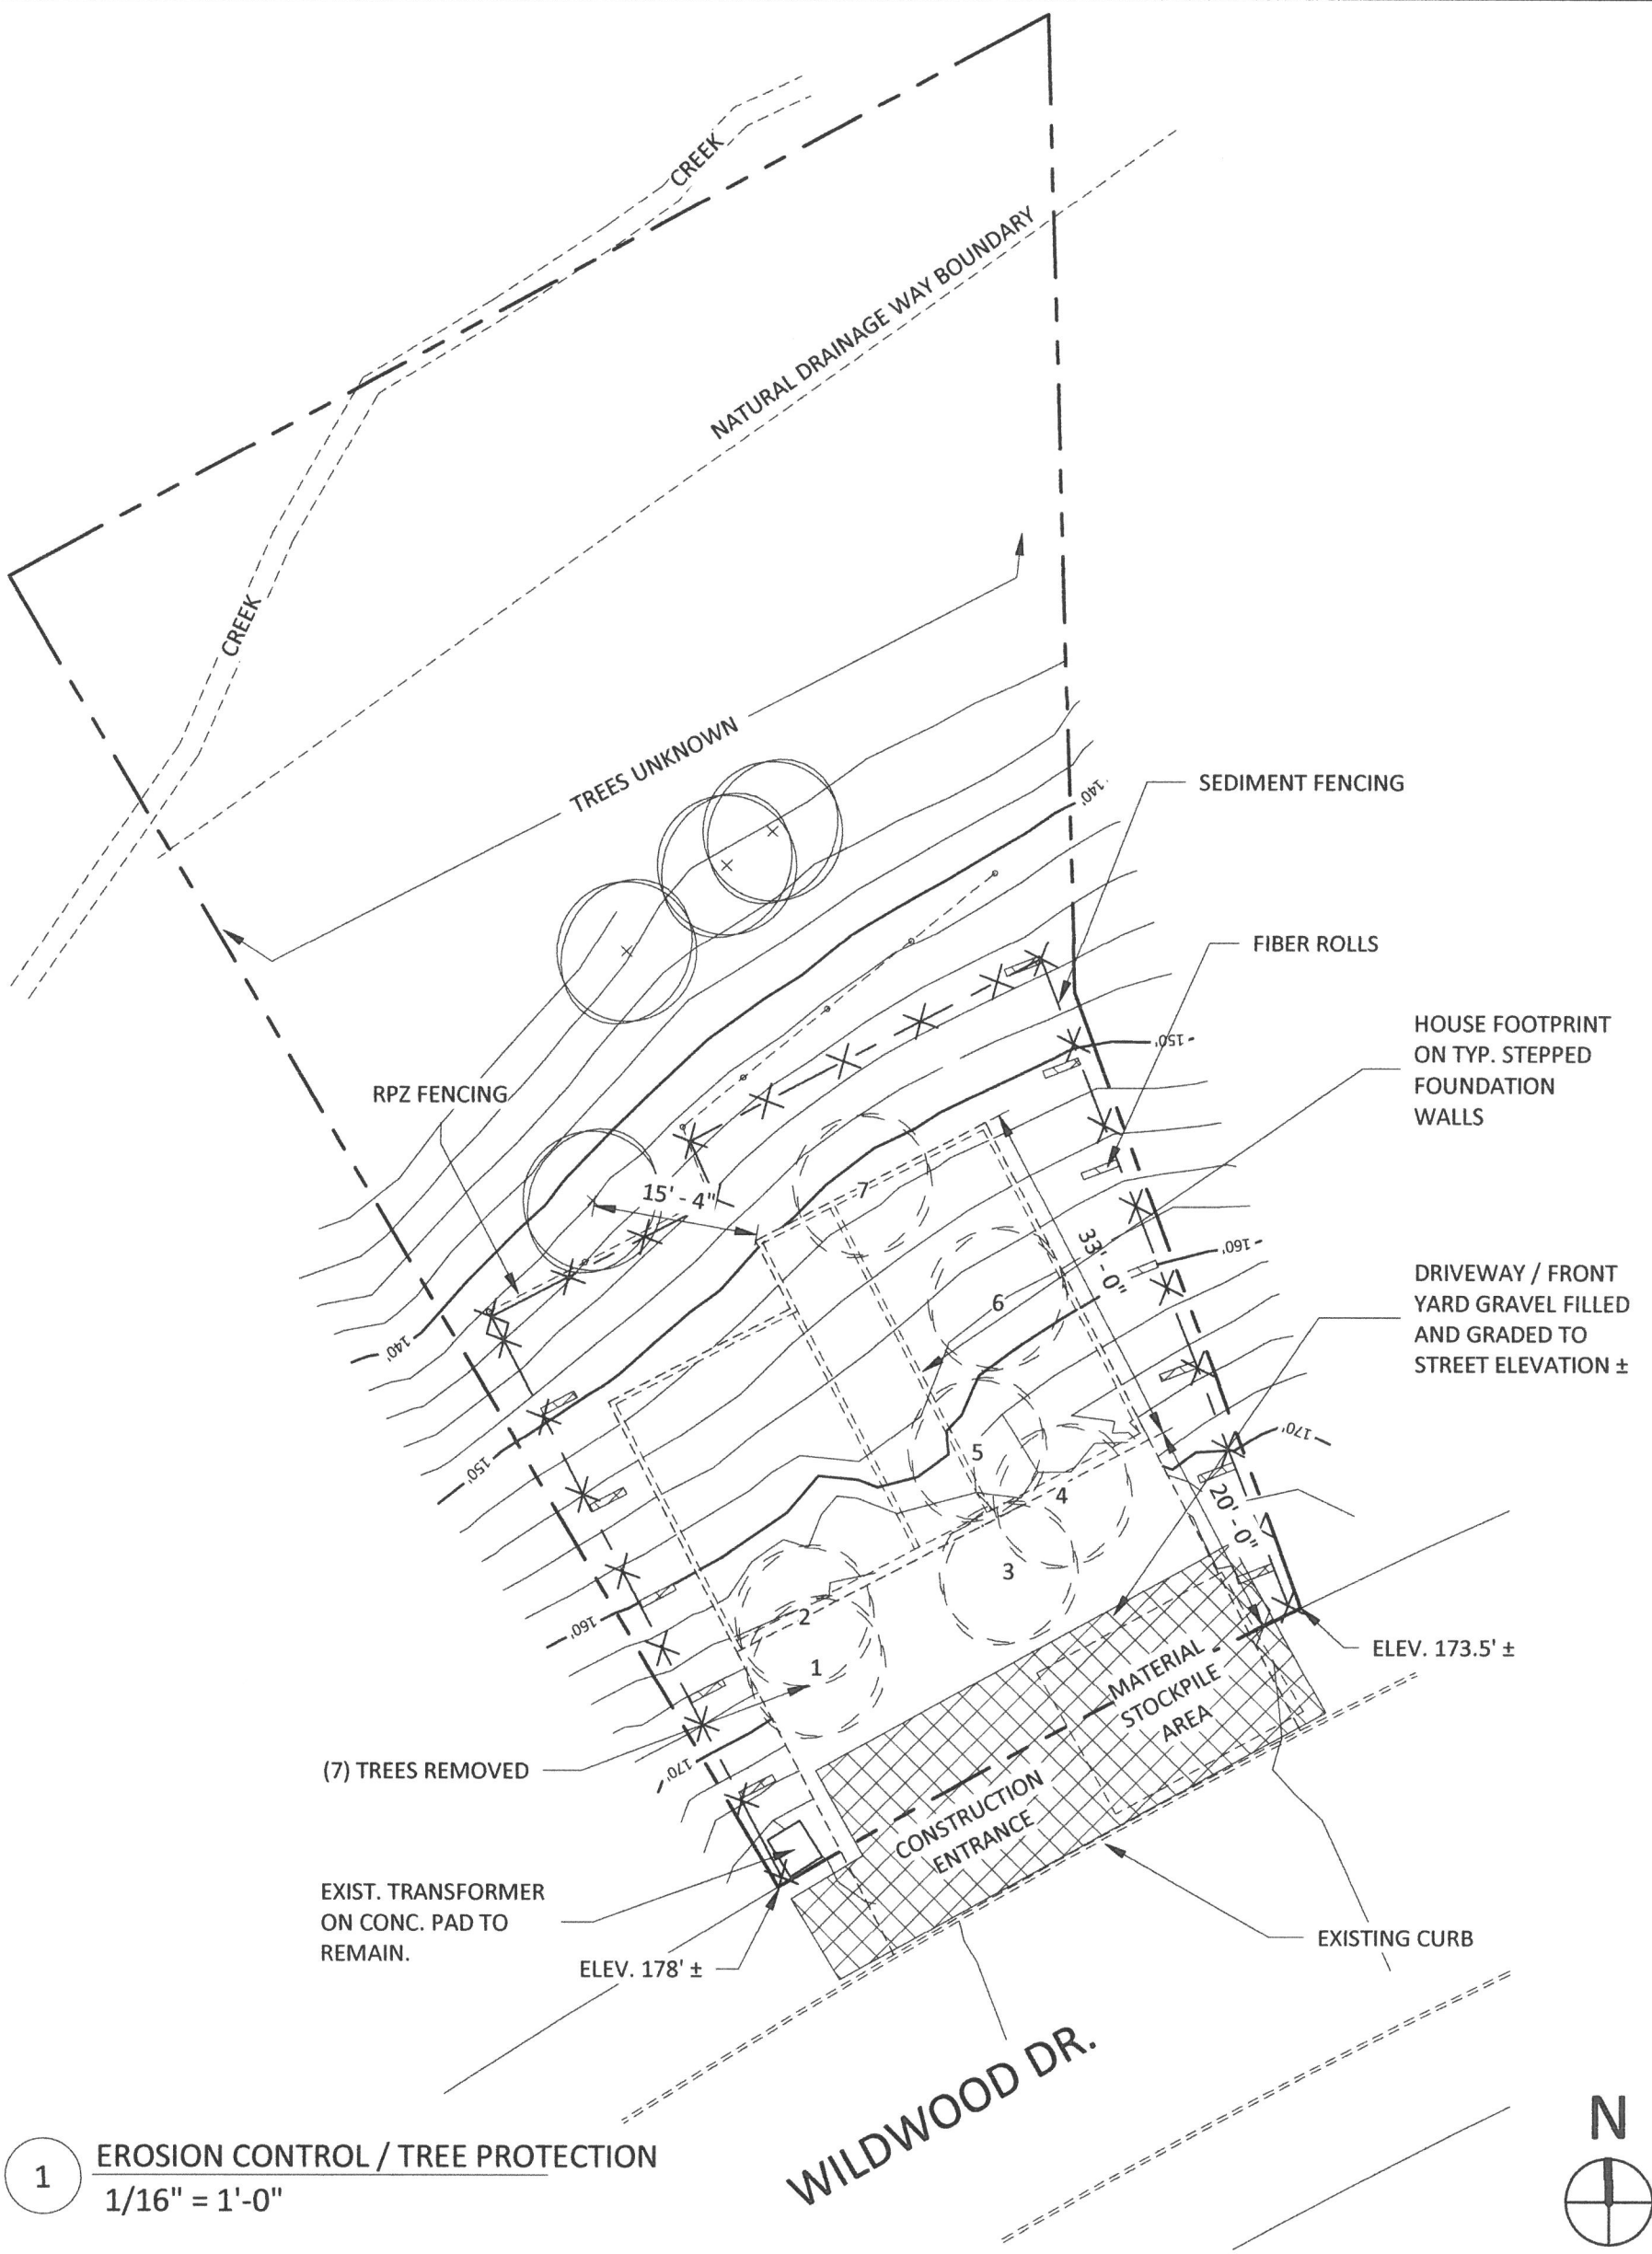 CREEK
NATURAL DRAINAGE WAY BOUNDARY
CREEK
TREES UNKNOWN
SEDIMENT FENCING
140'
FIBER ROLLS
HOUSE FOOTPRINT
ON TYP. STEPPED
FOUNDATION
WALLS
150'
RPZ FENCING
15' - 4"
7
33' - 0"
160'
6
DRIVEWAY / FRONT
YARD GRAVEL FILLED
AND GRADED TO
STREET ELEVATION ±
140'
5
170'
150'
4
20' - 0"
3
2
160'
1
ELEV. 173.5' ±
MATERIAL
STOCKPILE
AREA
(7) TREES REMOVED
170'
CONSTRUCTION
ENTRANCE
EXIST. TRANSFORMER
ON CONC. PAD TO
REMAIN.
EXISTING CURB
ELEV. 178' ±
WILDWOOD DR.
N
1
EROSION CONTROL / TREE PROTECTION
1/16" = 1'-0"